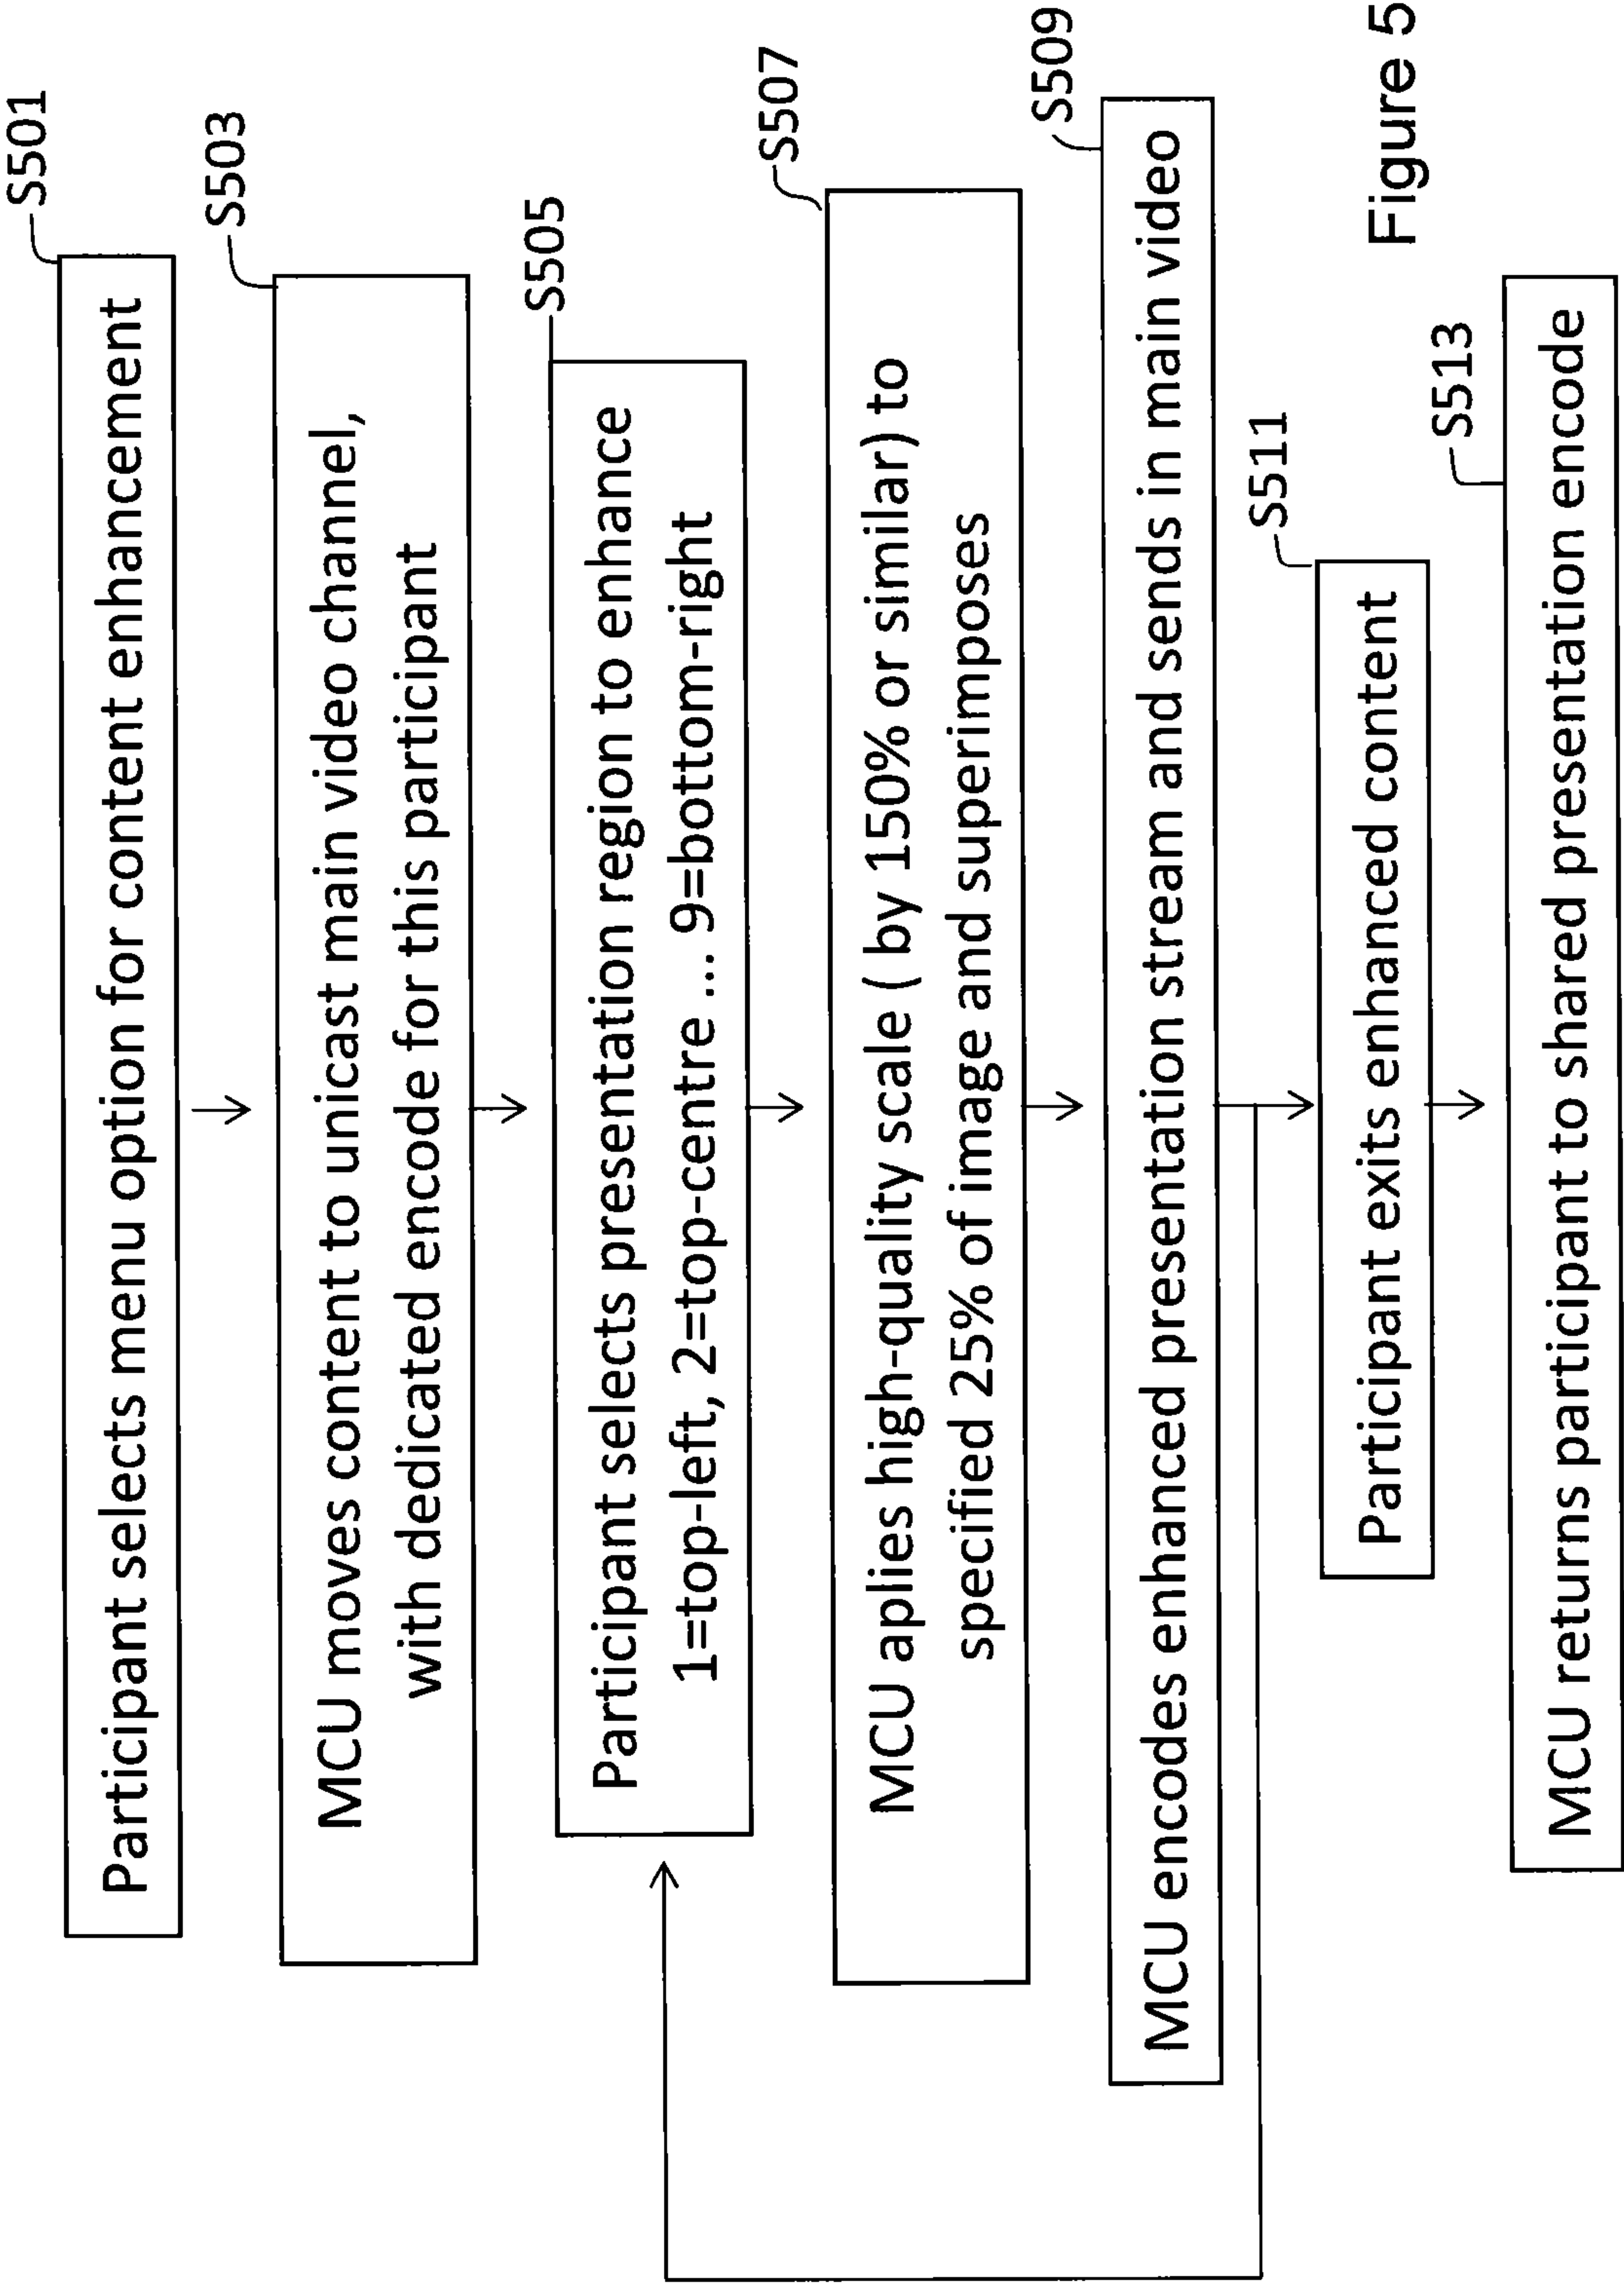 S501
Participant selects menu option for content enhancement
S503
MCU moves content to unicast main video channel,
with dedicated encode for this participant
S505
Participant selects presentation region to enhance
1=top-left, 2=top-centre ... 9=bottom-right
S507
MCU aplies high-quality scale ( by 150% or similar) to
specified 25% of image and superimposes
S509
MCU encodes enhanced presentation stream and sends in main video
S511
Participant exits enhanced content
S513
MCU returns participant to shared presentation encode
Figure 5